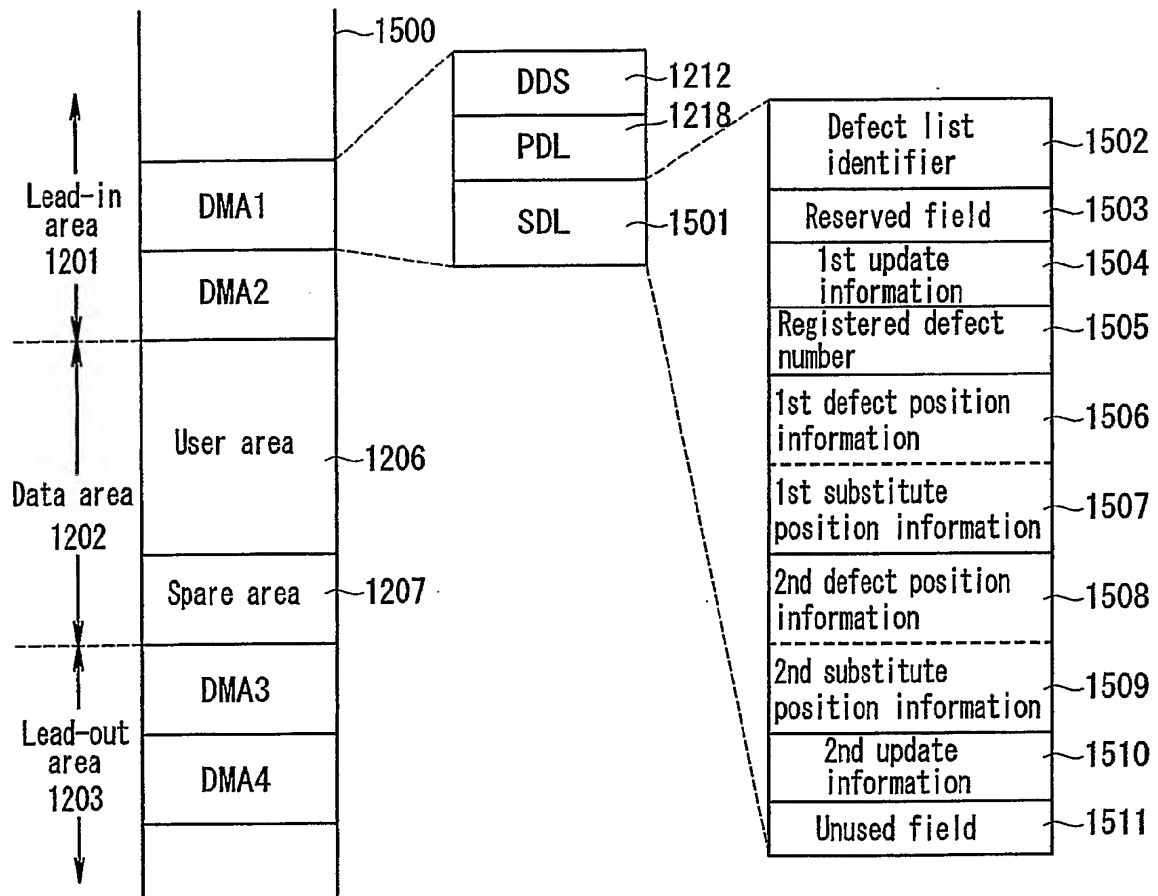 1500
Lead-in
area
1201
DMA1
DMA2
Data area
1202
User area
1206
Spare area
1207
Lead-out
area
1203
DMA3
DMA4
DDS
1212
PDL
1218
SDL
1501
Defect list
identifier
1502
Reserved field
1503
1st update
information
1504
Registered defect
number
1505
1st defect position
information
1506
1st substitute
position information
1507
2nd defect position
information
1508
2nd substitute
position information
1509
2nd update
information
1510
Unused field
1511